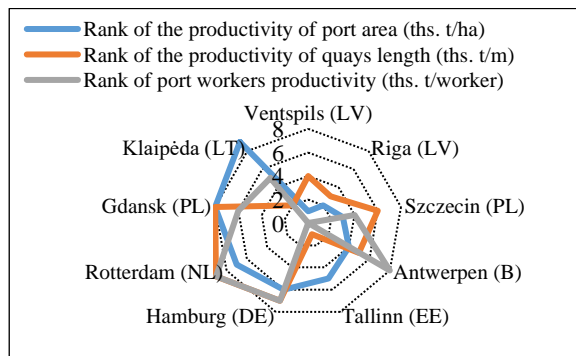 Rank of the productivity of port area (ths. t/ha)
Rank of the productivity of quays length (ths. t/m)
Rank of port workers productivity (ths. t/worker)
Ventspils (LV)
Riga (LV)
Szczecin (PL)
Antwerpen (B)
Tallinn (EE)
Hamburg (DE)
Rotterdam (NL)
Gdansk (PL)
Klaipėda (LT)
8
6
4
2
0